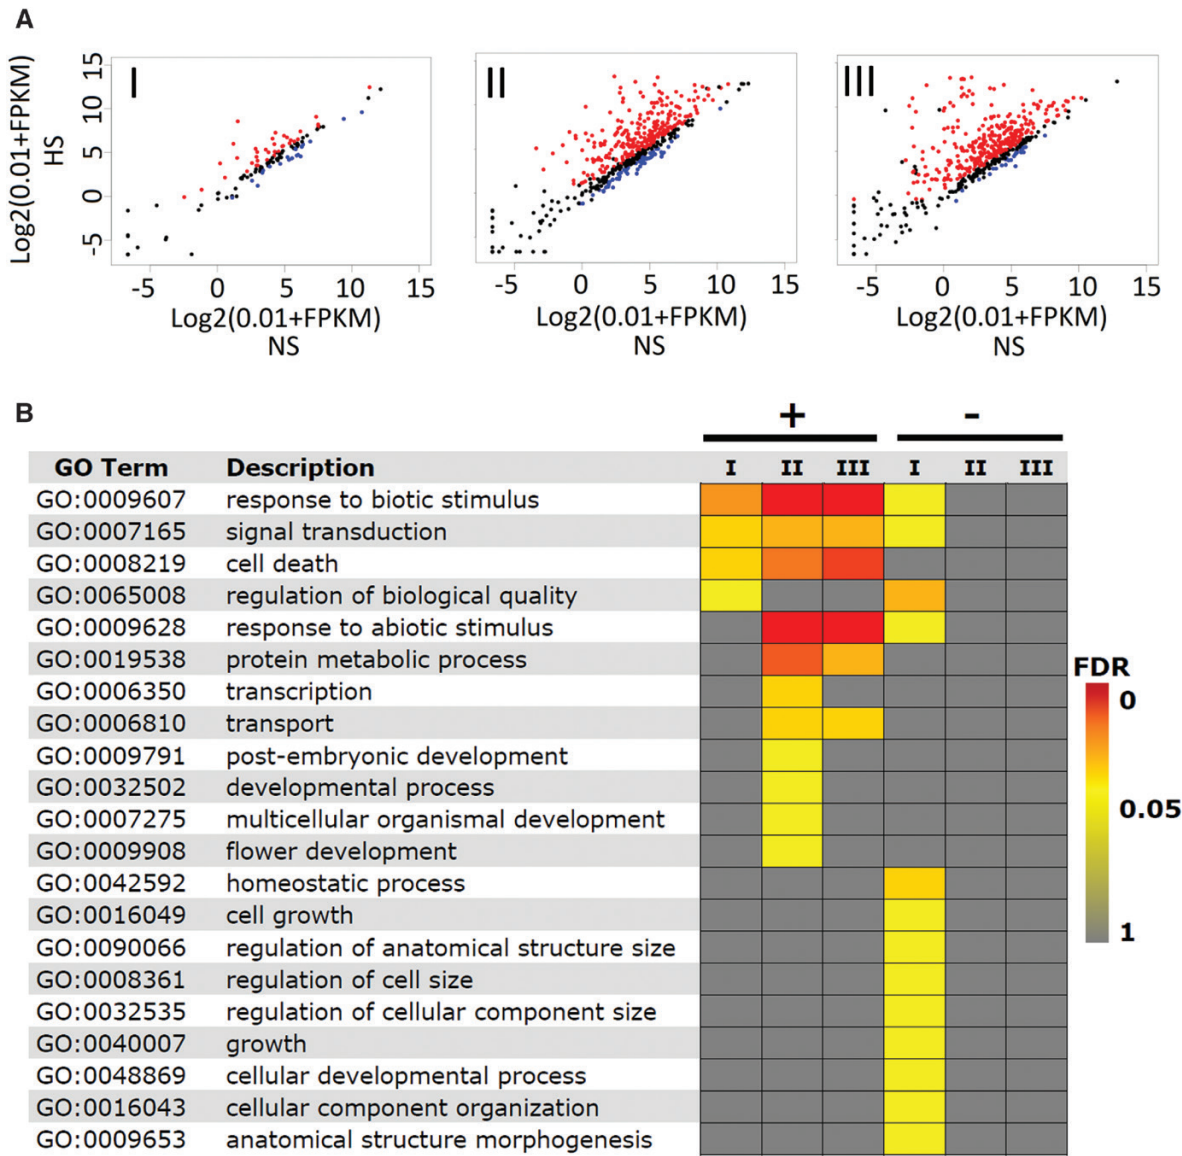 A
I
II
III
Log2(0.01+FPKM)
HS
15
10
5
0
-5
-5 0 5 10 15
-5 0 5 10 15
-5 0 5 10 15
Log2(0.01+FPKM)
NS
Log2(0.01+FPKM)
NS
Log2(0.01+FPKM)
NS
B
+ -
GO Term Description I II III I II III
GO:0009607 response to biotic stimulus
GO:0007165 signal transduction
GO:0008219 cell death
GO:0065008 regulation of biological quality
GO:0009628 response to abiotic stimulus
GO:0019538 protein metabolic process
GO:0006350 transcription
GO:0006810 transport
GO:0009791 post-embryonic development
GO:0032502 developmental process
GO:0007275 multicellular organismal development
GO:0009908 flower development
GO:0042592 homeostatic process
GO:0016049 cell growth
GO:0090066 regulation of anatomical structure size
GO:0008361 regulation of cell size
GO:0032535 regulation of cellular component size
GO:0040007 growth
GO:0048869 cellular developmental process
GO:0016043 cellular component organization
GO:0009653 anatomical structure morphogenesis
FDR
0
0.05
1